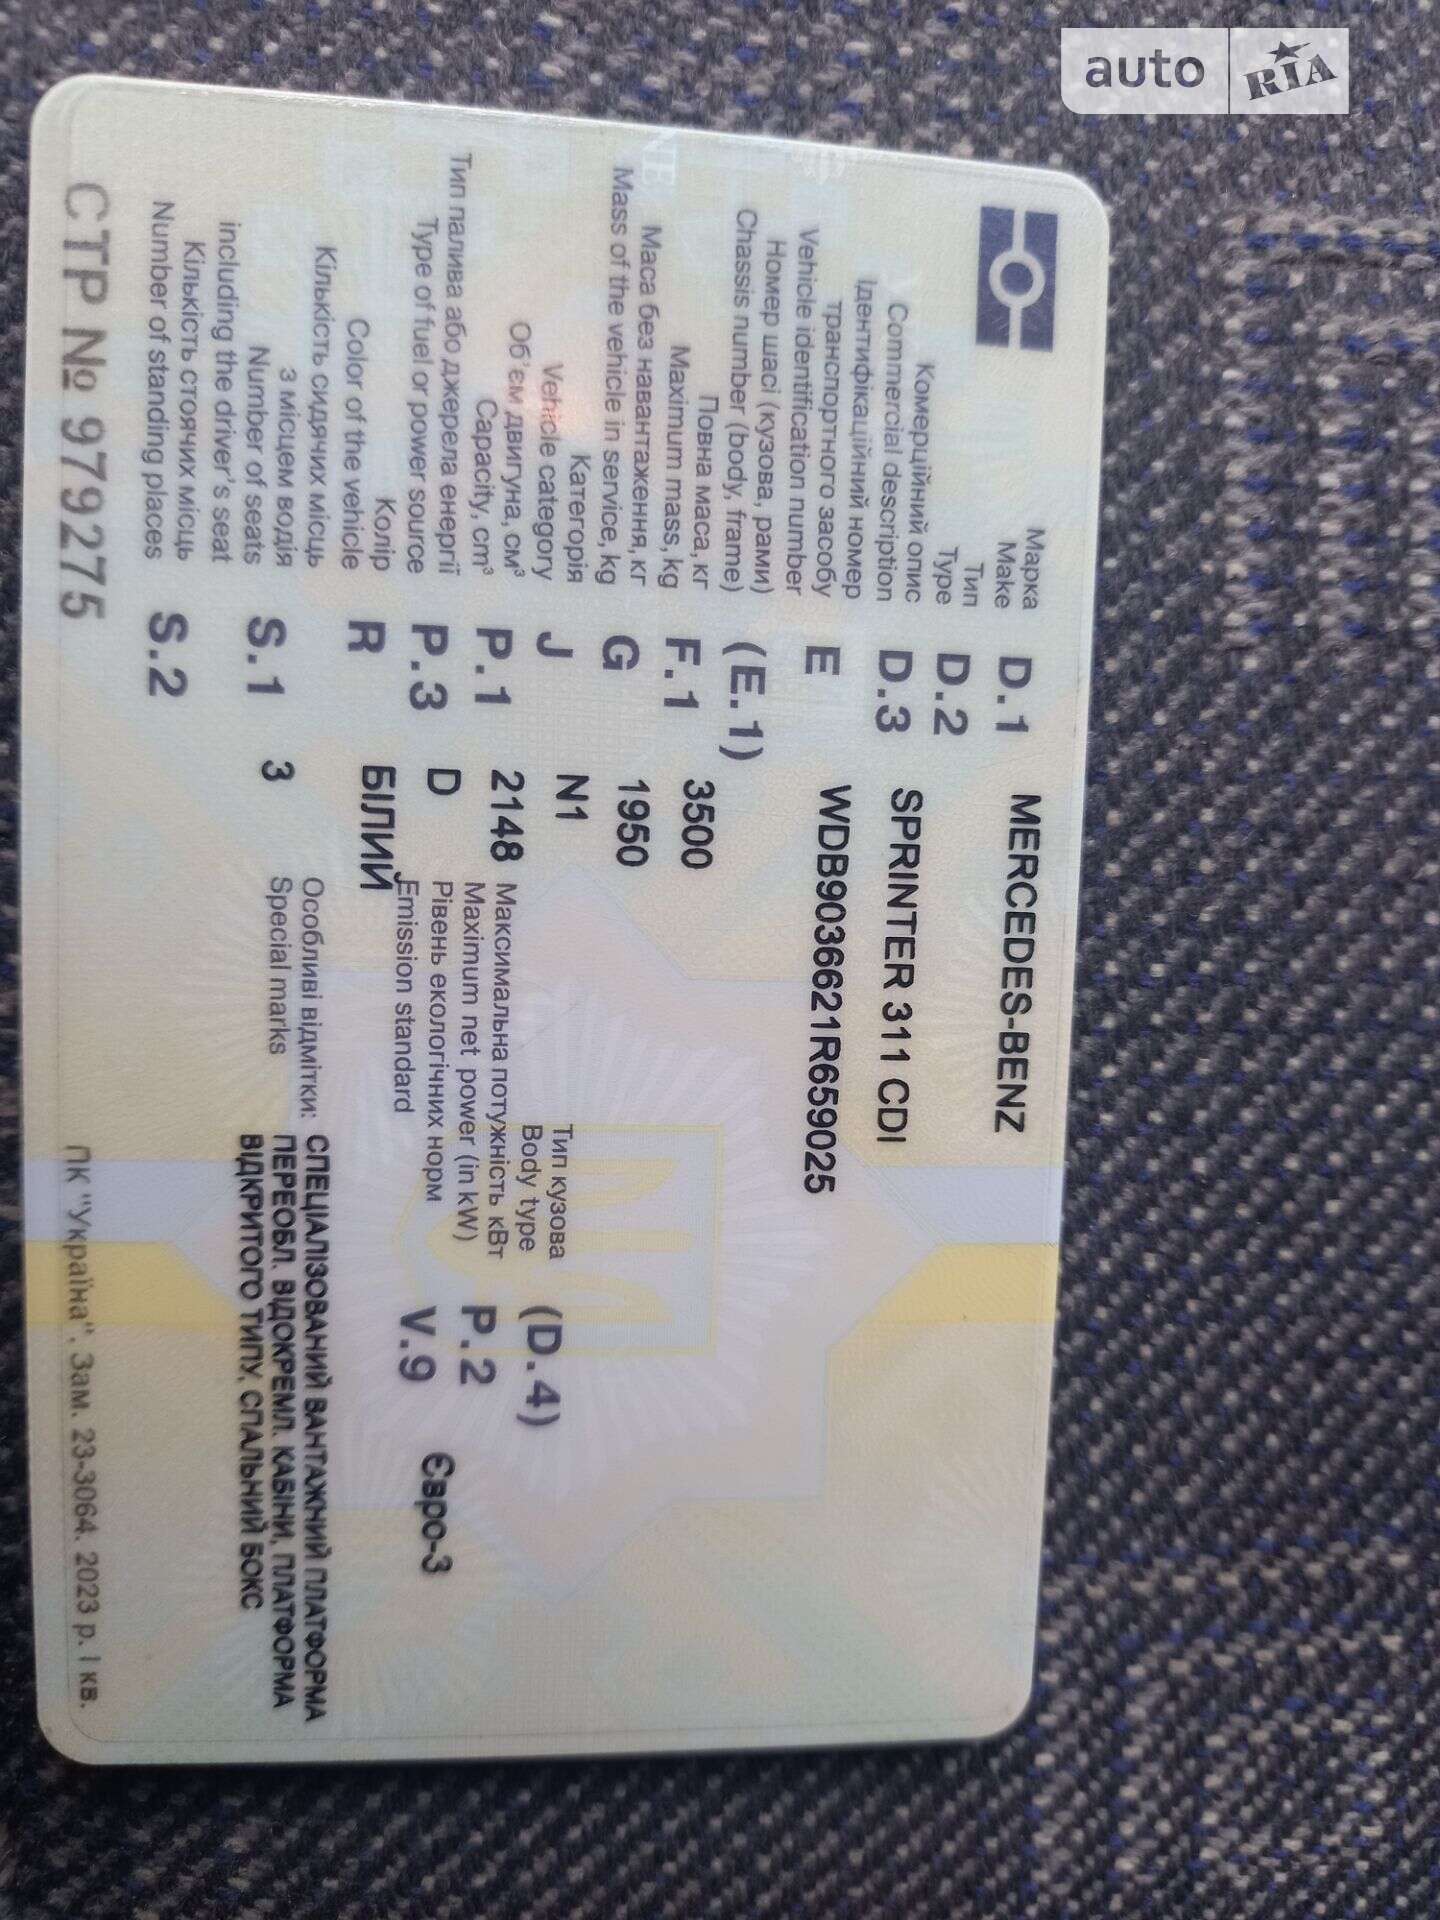 auto RIA
Марка
Make D.1 MERCEDES-BENZ
Тип
Type D.2
Комерційний опис
Commercial description D.3 SPRINTER 311 CDI
Ідентифікаційний номер
транспортного засобу
Vehicle identification number E WDB9036621R659025
Номер шасі (кузова, рами)
Chassis number (body, frame) (E.1)
Повна маса, кг
Maximum mass, kg F.1 3500
Маса без навантаження, кг
Mass of the vehicle in service, kg G 1950
Категорія
Vehicle category J N1
Тип кузова
Body type (D.4)
Об'єм двигуна, см³
Capacity, cm³ P.1 2148
Максимальна потужність кВт
Maximum net power (in kW) P.2
Тип палива або джерела енергії
Type of fuel or power source P.3 D
Рівень екологічних норм
Emission standard V.9 Євро-3
Колір
Color of the vehicle R БІЛИЙ
Кількість сидячих місць
з місцем водія
Number of seats
including the driver's seat S.1 3
Особливі відмітки:
Special marks
СПЕЦІАЛІЗОВАНИЙ ВАНТАЖНИЙ ПЛАТФОРМА
ПЕРЕОБЛ. ВІДОКРЕМЛ. КАБІНИ, ПЛАТФОРМА
ВІДКРИТОГО ТИПУ, СПАЛЬНИЙ БОКС
Кількість стоячих місць
Number of standing places S.2
СТР № 979275
ПК "Україна". Зам. 23-3064. 2023 р. І кв.